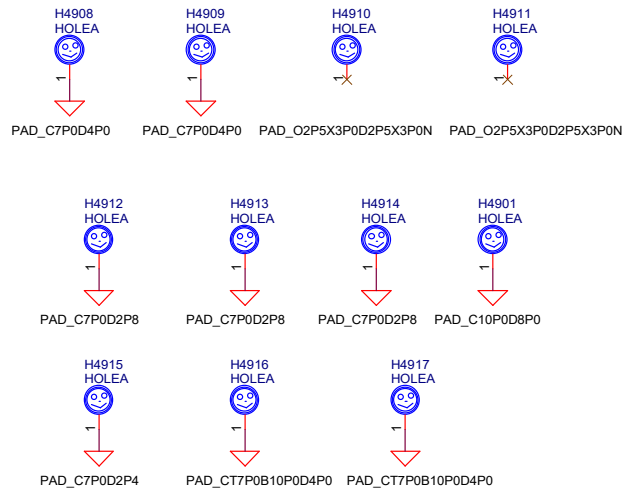 H4908
HOLEA
1
PAD_C7P0D4P0
H4909
HOLEA
1
PAD_C7P0D4P0
H4910
HOLEA
1
PAD_O2P5X3P0D2P5X3P0N
H4911
HOLEA
1
PAD_O2P5X3P0D2P5X3P0N
H4912
HOLEA
1
PAD_C7P0D2P8
H4913
HOLEA
1
PAD_C7P0D2P8
H4914
HOLEA
1
PAD_C7P0D2P8
H4901
HOLEA
1
PAD_C10P0D8P0
H4915
HOLEA
1
PAD_C7P0D2P4
H4916
HOLEA
1
PAD_CT7P0B10P0D4P0
H4917
HOLEA
1
PAD_CT7P0B10P0D4P0